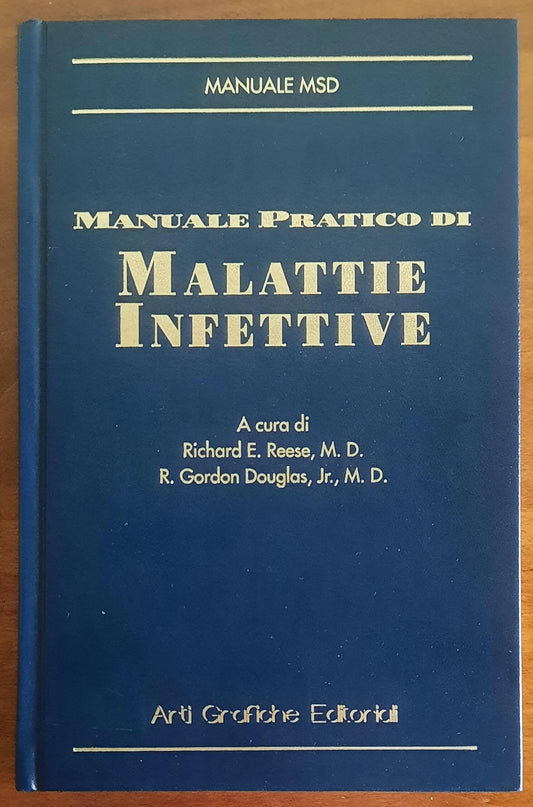 MANUALE MSD
MANUALE PRATICO DI
MALATTIE
INFETTIVE
A cura di
Richard E. Reese, M. D.
R. Gordon Douglas, Jr., M. D.
Arti Grafiche Editoriali